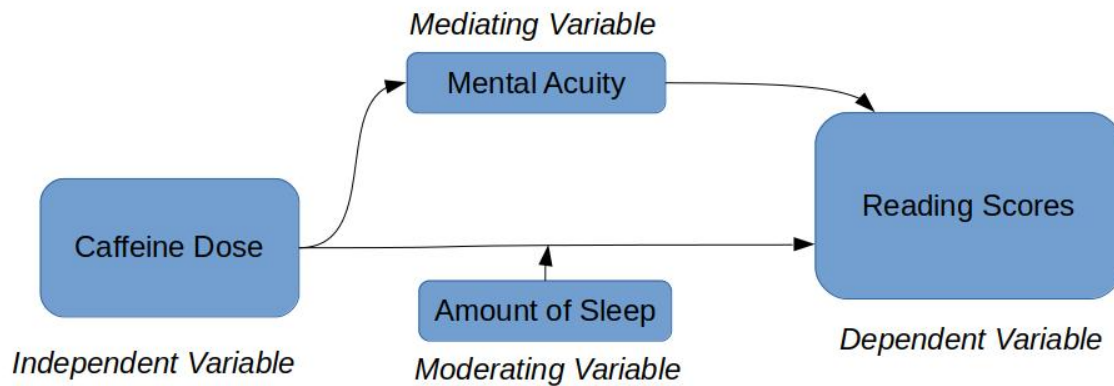 Mediating Variable
Mental Acuity
Caffeine Dose
Reading Scores
Amount of Sleep
Independent Variable
Moderating Variable
Dependent Variable